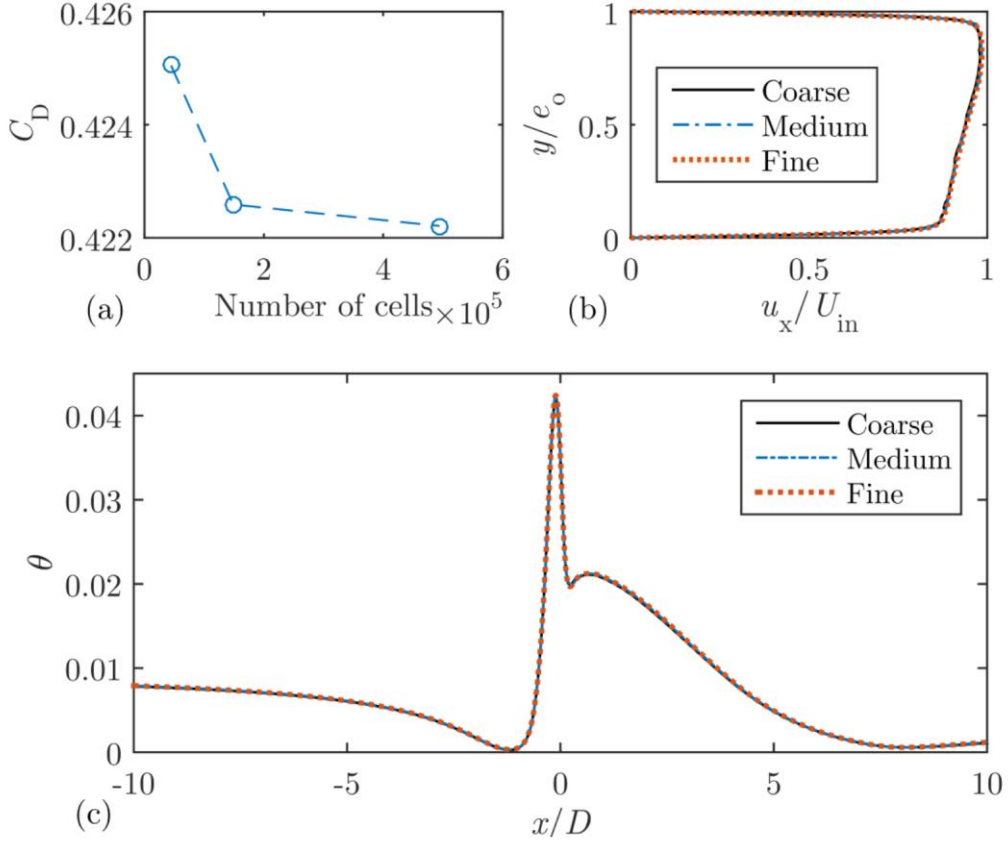 0.426
0.424
0.422
C_D
0 2 4 6
(a) Number of cells ×10^5
1
0.5
0
y/e_o
Coarse
Medium
Fine
0 0.5 1
(b) u_x/U_in
0.04
0.03
0.02
0.01
0
θ
Coarse
Medium
Fine
-10 -5 0 5 10
(c) x/D